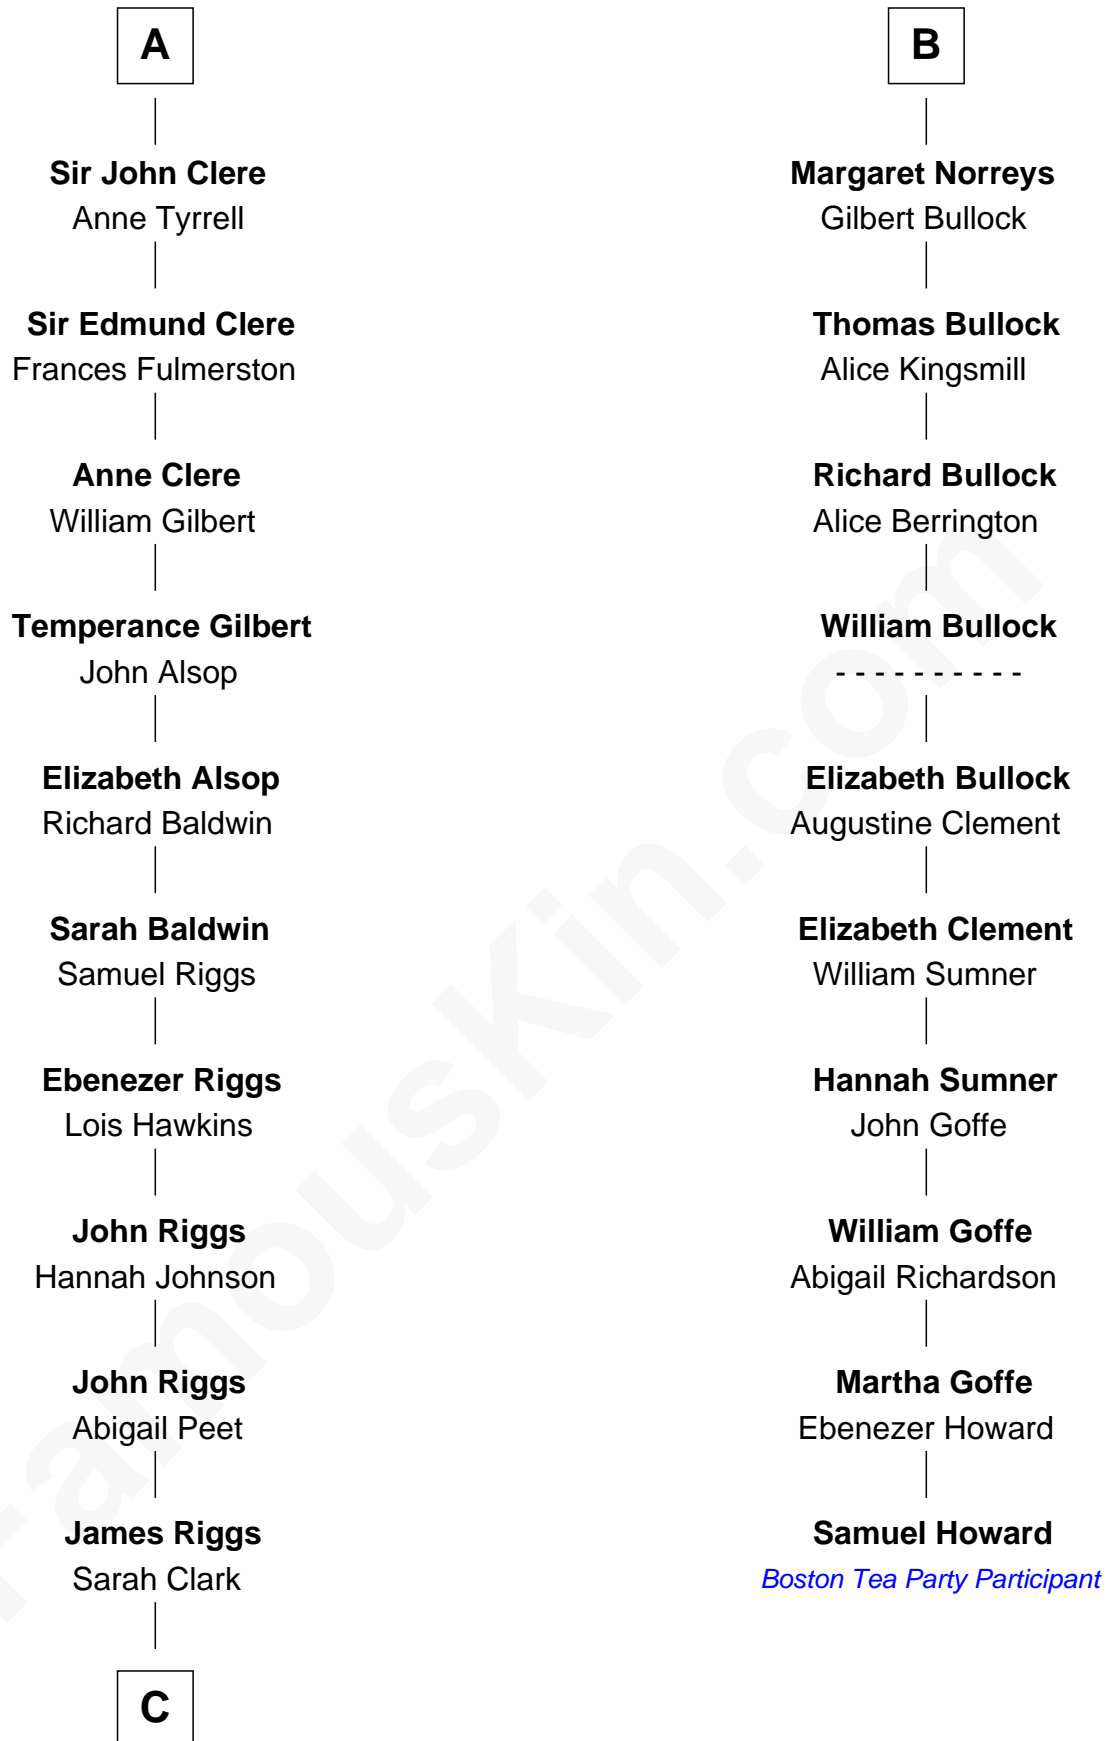 A
Sir John Clere
Anne Tyrrell
Sir Edmund Clere
Frances Fulmerston
Anne Clere
William Gilbert
Temperance Gilbert
John Alsop
Elizabeth Alsop
Richard Baldwin
Sarah Baldwin
Samuel Riggs
Ebenezer Riggs
Lois Hawkins
John Riggs
Hannah Johnson
John Riggs
Abigail Peet
James Riggs
Sarah Clark
C
B
Margaret Norreys
Gilbert Bullock
Thomas Bullock
Alice Kingsmill
Richard Bullock
Alice Berrington
William Bullock
- - - - - - - - - -
Elizabeth Bullock
Augustine Clement
Elizabeth Clement
William Sumner
Hannah Sumner
John Goffe
William Goffe
Abigail Richardson
Martha Goffe
Ebenezer Howard
Samuel Howard
Boston Tea Party Participant
FamousKin.com